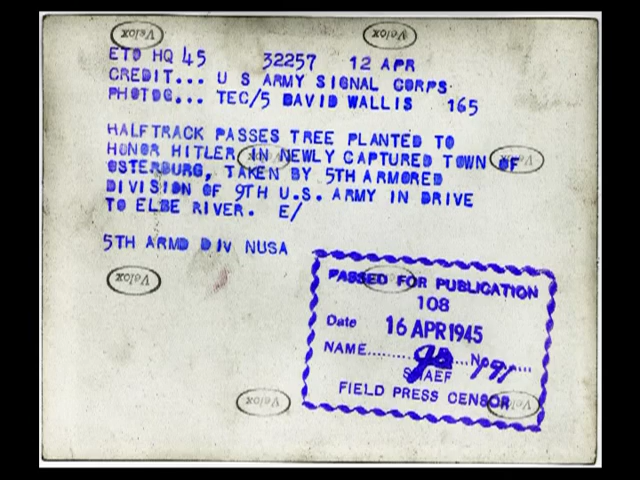 Velox Velox
ETO HQ 45 32257 12 APR
CREDIT... U S ARMY SIGNAL CORPS
PHOTOG... TEC/5 DAVID WALLIS 165
HALFTRACK PASSES TREE PLANTED TO
HONOR HITLER IN NEWLY CAPTURED TOWN OF
OSTERBURG, TAKEN BY 5TH ARMORED
DIVISION OF 9TH U.S. ARMY IN DRIVE
TO ELBE RIVER. E/
5TH ARMD DIV NUSA
Velox
PASSED FOR PUBLICATION
108
Date 16 APR 1945
NAME.......... No.......
SHAEF
FIELD PRESS CENSOR
Velox Velox